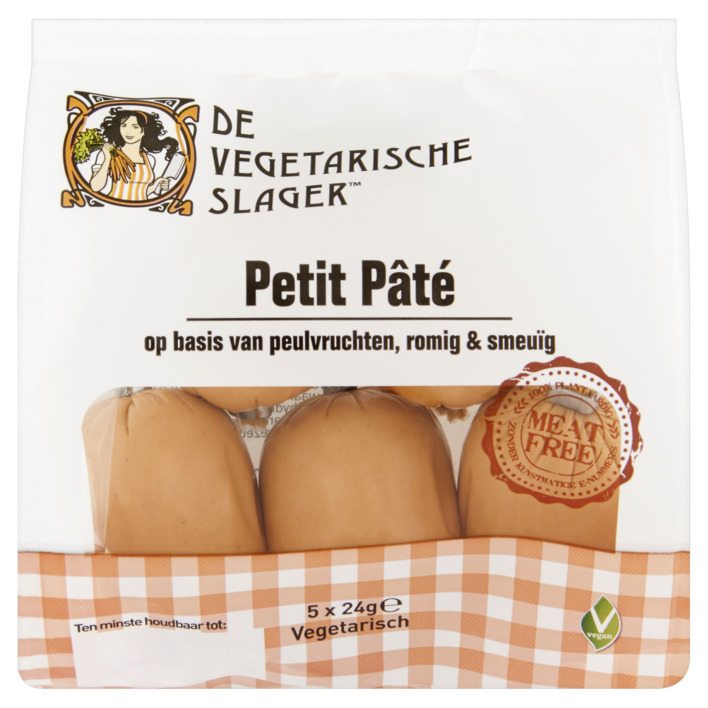 DE
VEGETARISCHE
SLAGER™
Petit Pâté
op basis van peulvruchten, romig & smeuïg
100% PLANTAARDIG
MEAT
FREE
ZONDER KUNSTMATIGE E-NUMMERS
5 x 24g℮
Vegetarisch
Ten minste houdbaar tot:
vegan